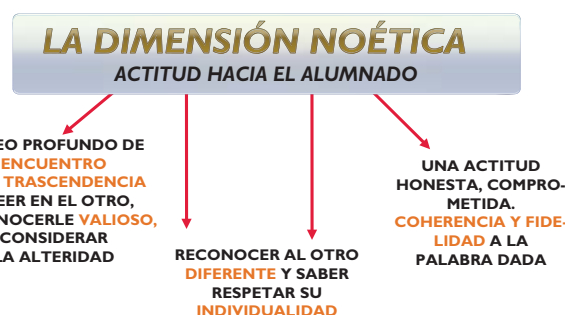 LA DIMENSIÓN NOÉTICA
ACTITUD HACIA EL ALUMNADO
EO PROFUNDO DE
ENCUENTRO
TRASCENDENCIA
EER EN EL OTRO,
NOCERLE VALIOSO,
CONSIDERAR
LA ALTERIDAD
RECONOCER AL OTRO
DIFERENTE Y SABER
RESPETAR SU
INDIVIDUALIDAD
UNA ACTITUD
HONESTA, COMPRO-
METIDA.
COHERENCIA Y FIDE-
LIDAD A LA
PALABRA DADA